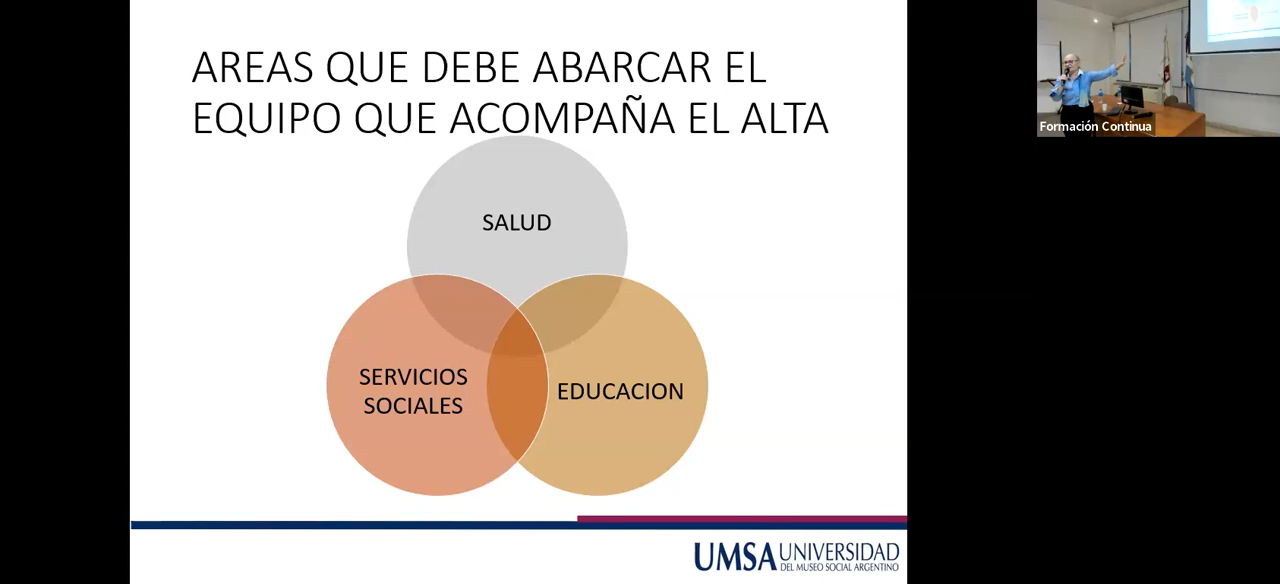 AREAS QUE DEBE ABARCAR EL
EQUIPO QUE ACOMPAÑA EL ALTA
SALUD
SERVICIOS
SOCIALES
EDUCACION
UMSA UNIVERSIDAD
DEL MUSEO SOCIAL ARGENTINO
Formación Continua